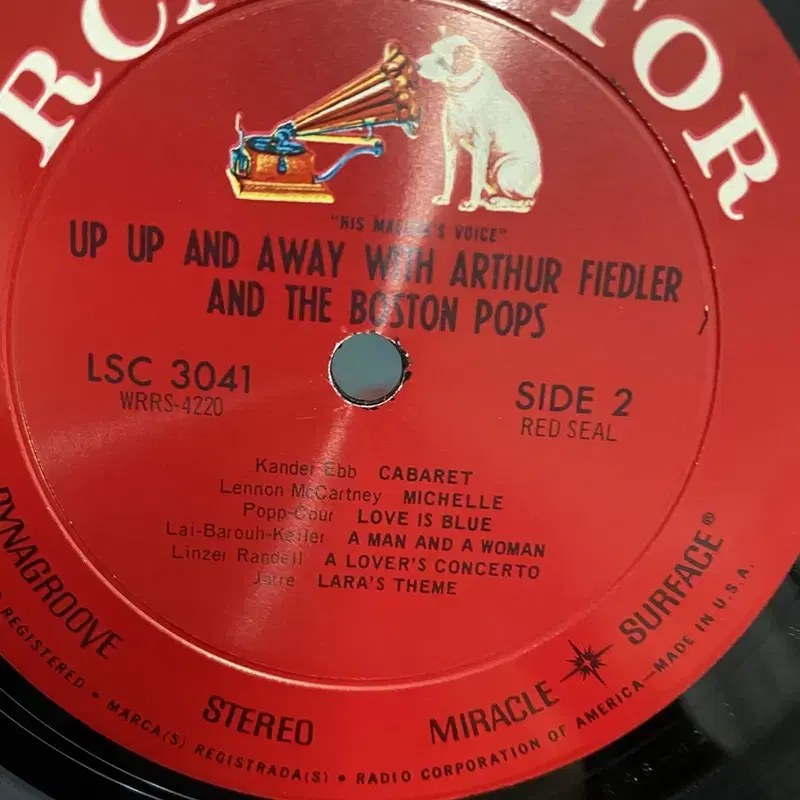 RCA VICTOR
"HIS MASTER'S VOICE"
UP UP AND AWAY WITH ARTHUR FIEDLER
AND THE BOSTON POPS
LSC 3041
WRRS-4220
SIDE 2
RED SEAL
Kander Ebb CABARET
Lennon McCartney MICHELLE
Popp-Cour LOVE IS BLUE
Lai-Barouh-Keller A MAN AND A WOMAN
Linzer Randell A LOVER'S CONCERTO
Jarre LARA'S THEME
DYNAGROOVE
STEREO
MIRACLE SURFACE®
REGISTERED • MARCA(S) REGISTRADA(S) • RADIO CORPORATION OF AMERICA—MADE IN U.S.A.